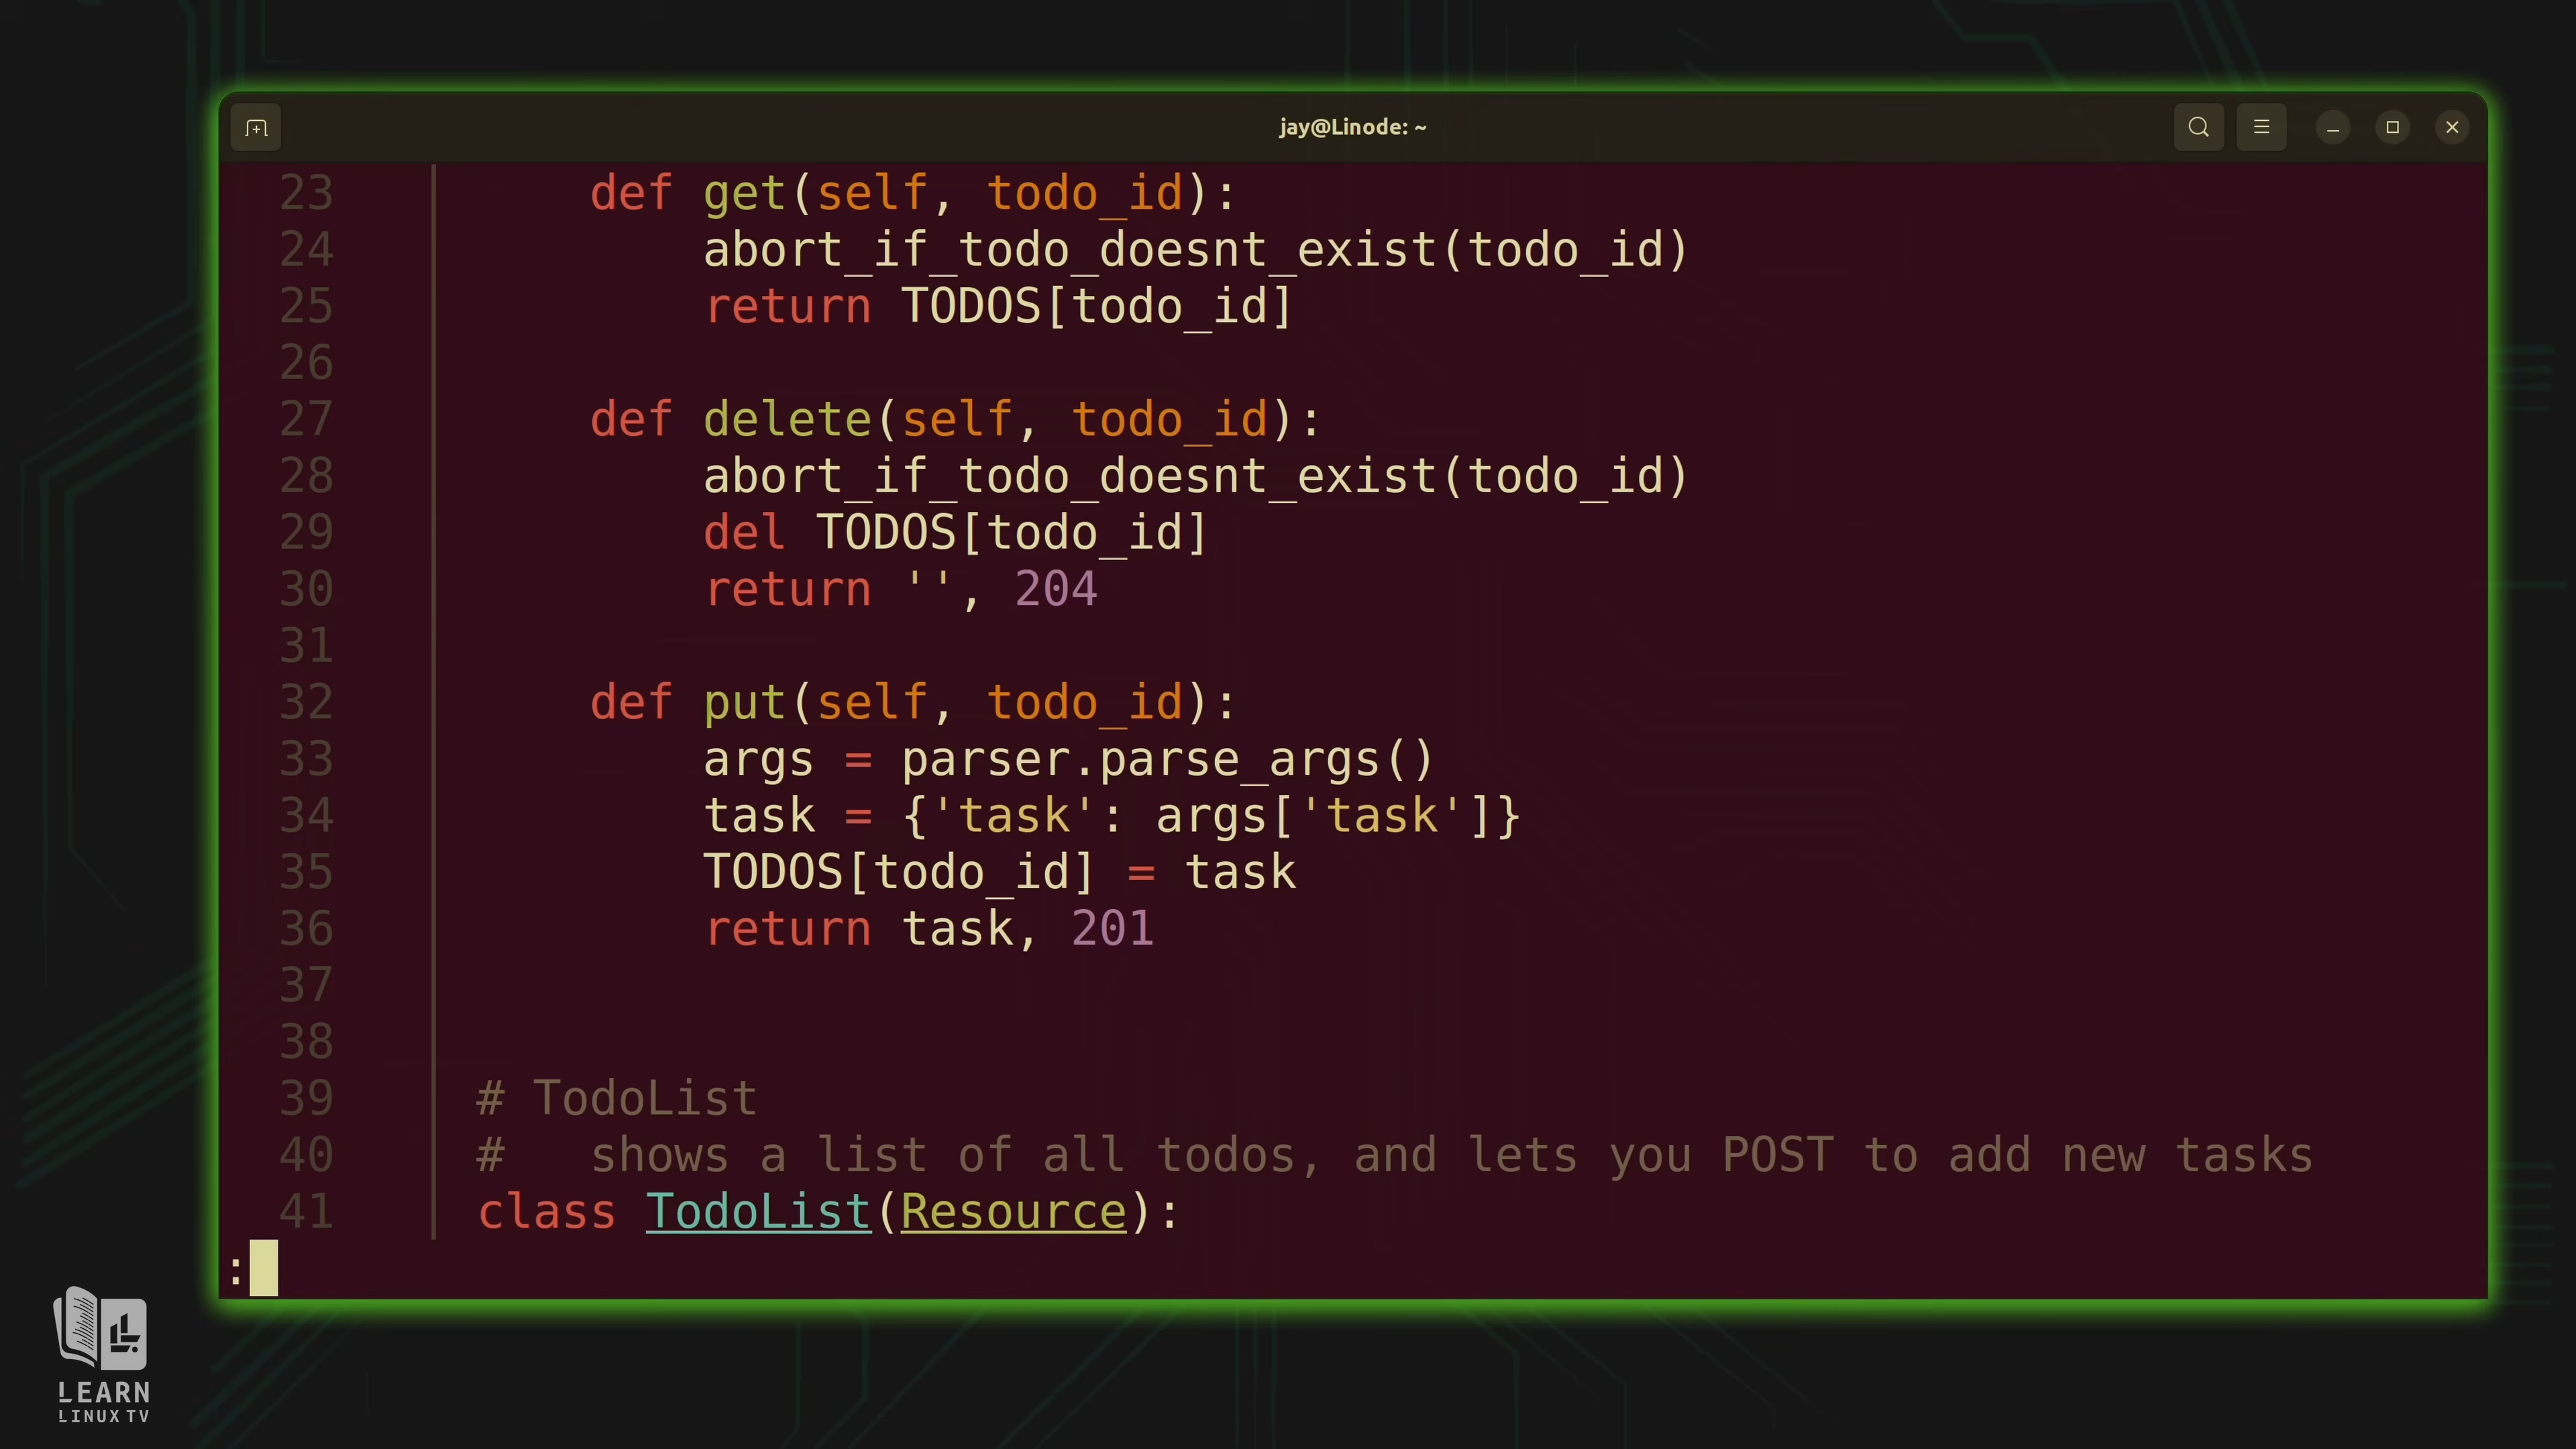 jay@Linode: ~
23 def get(self, todo_id):
24 abort_if_todo_doesnt_exist(todo_id)
25 return TODOS[todo_id]
26
27 def delete(self, todo_id):
28 abort_if_todo_doesnt_exist(todo_id)
29 del TODOS[todo_id]
30 return '', 204
31
32 def put(self, todo_id):
33 args = parser.parse_args()
34 task = {'task': args['task']}
35 TODOS[todo_id] = task
36 return task, 201
37
38
39 # TodoList
40 #   shows a list of all todos, and lets you POST to add new tasks
41 class TodoList(Resource):
:
LEARN
LINUX TV